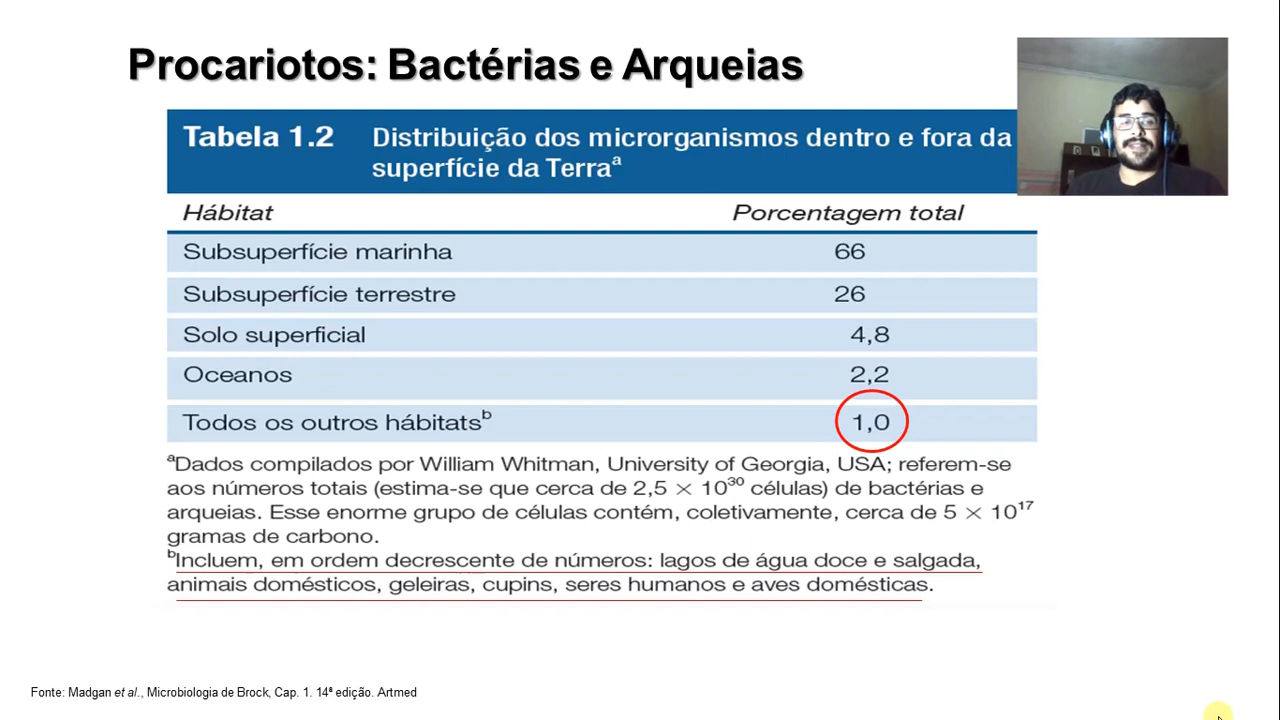 Procariotos: Bactérias e Arqueias
Tabela 1.2 Distribuição dos microrganismos dentro e fora da
superfície da Terraᵃ
Hábitat Porcentagem total
Subsuperfície marinha 66
Subsuperfície terrestre 26
Solo superficial 4,8
Oceanos 2,2
Todos os outros hábitatsᵇ 1,0
ᵃDados compilados por William Whitman, University of Georgia, USA; referem-se
aos números totais (estima-se que cerca de 2,5 × 10³⁰ células) de bactérias e
arqueias. Esse enorme grupo de células contém, coletivamente, cerca de 5 × 10¹⁷
gramas de carbono.
ᵇIncluem, em ordem decrescente de números: lagos de água doce e salgada,
animais domésticos, geleiras, cupins, seres humanos e aves domésticas.
Fonte: Madgan et al., Microbiologia de Brock, Cap. 1. 14ª edição. Artmed